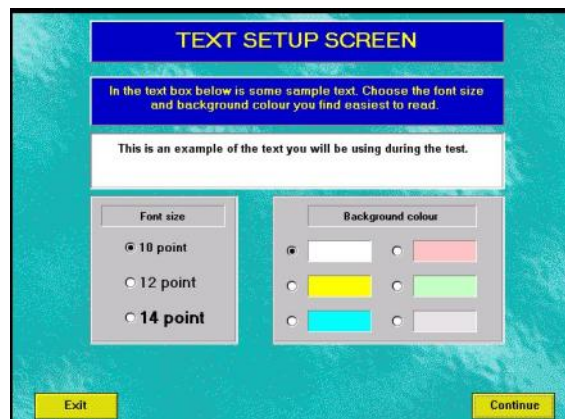 TEXT SETUP SCREEN
In the text box below is some sample text. Choose the font size
and background colour you find easiest to read.
This is an example of the text you will be using during the test.
Font size
10 point
12 point
14 point
Background colour
Exit
Continue